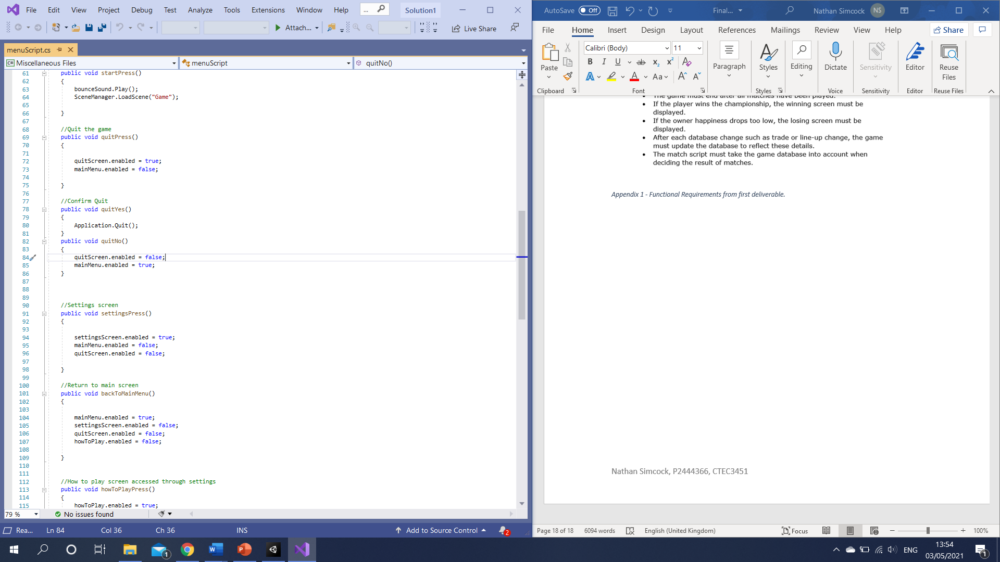 File Edit View Project Debug Test Analyze Tools Extensions Window Help ... Solution1
Attach... Live Share
menuScript.cs
C# Miscellaneous Files menuScript quitNo()
61 public void startPress()
62 {
63 bounceSound.Play();
64 SceneManager.LoadScene("Game");
65
66 }
67
68 //Quit the game
69 public void quitPress()
70 {
71
72 quitScreen.enabled = true;
73 mainMenu.enabled = false;
74
75 }
76
77 //Confirm Quit
78 public void quitYes()
79 {
80 Application.Quit();
81 }
82 public void quitNo()
83 {
84 quitScreen.enabled = false;
85 mainMenu.enabled = true;
86 }
87
88
89
90 //Settings screen
91 public void settingsPress()
92 {
93
94 settingsScreen.enabled = true;
95 mainMenu.enabled = false;
96 quitScreen.enabled = false;
97
98 }
99
100 //Return to main screen
101 public void backToMainMenu()
102 {
103
104 mainMenu.enabled = true;
105 settingsScreen.enabled = false;
106 quitScreen.enabled = false;
107 howToPlay.enabled = false;
108
109 }
110
111
112 //How to play screen accessed through settings
113 public void howToPlayPress()
114 {
115 howToPlay.enabled = true;
79 % No issues found
Rea... Ln 84 Col 36 Ch 36 INS Add to Source Control 2
AutoSave Off Final... Nathan Simcock NS
File Home Insert Design Layout References Mailings Review View Help Share
Calibri (Body) 11
Paste B I U ab x₂ x² A Paragraph Styles Editing Dictate Sensitivity Editor Reuse Files
A A Aa A A
Clipboard Font Styles Voice Sensitivity Editor Reuse Files
• The game must end after all matches have been played.
• If the player wins the championship, the winning screen must be
displayed.
• If the owner happiness drops too low, the losing screen must be
displayed.
• After each database change such as trade or line-up change, the game
must update the database to reflect these details.
• The match script must take the game database into account when
deciding the result of matches.
Appendix 1 - Functional Requirements from first deliverable.
Nathan Simcock, P2444366, CTEC3451
Page 18 of 18 6094 words English (United Kingdom) Focus 100%
1 ENG 13:54
03/05/2021 1